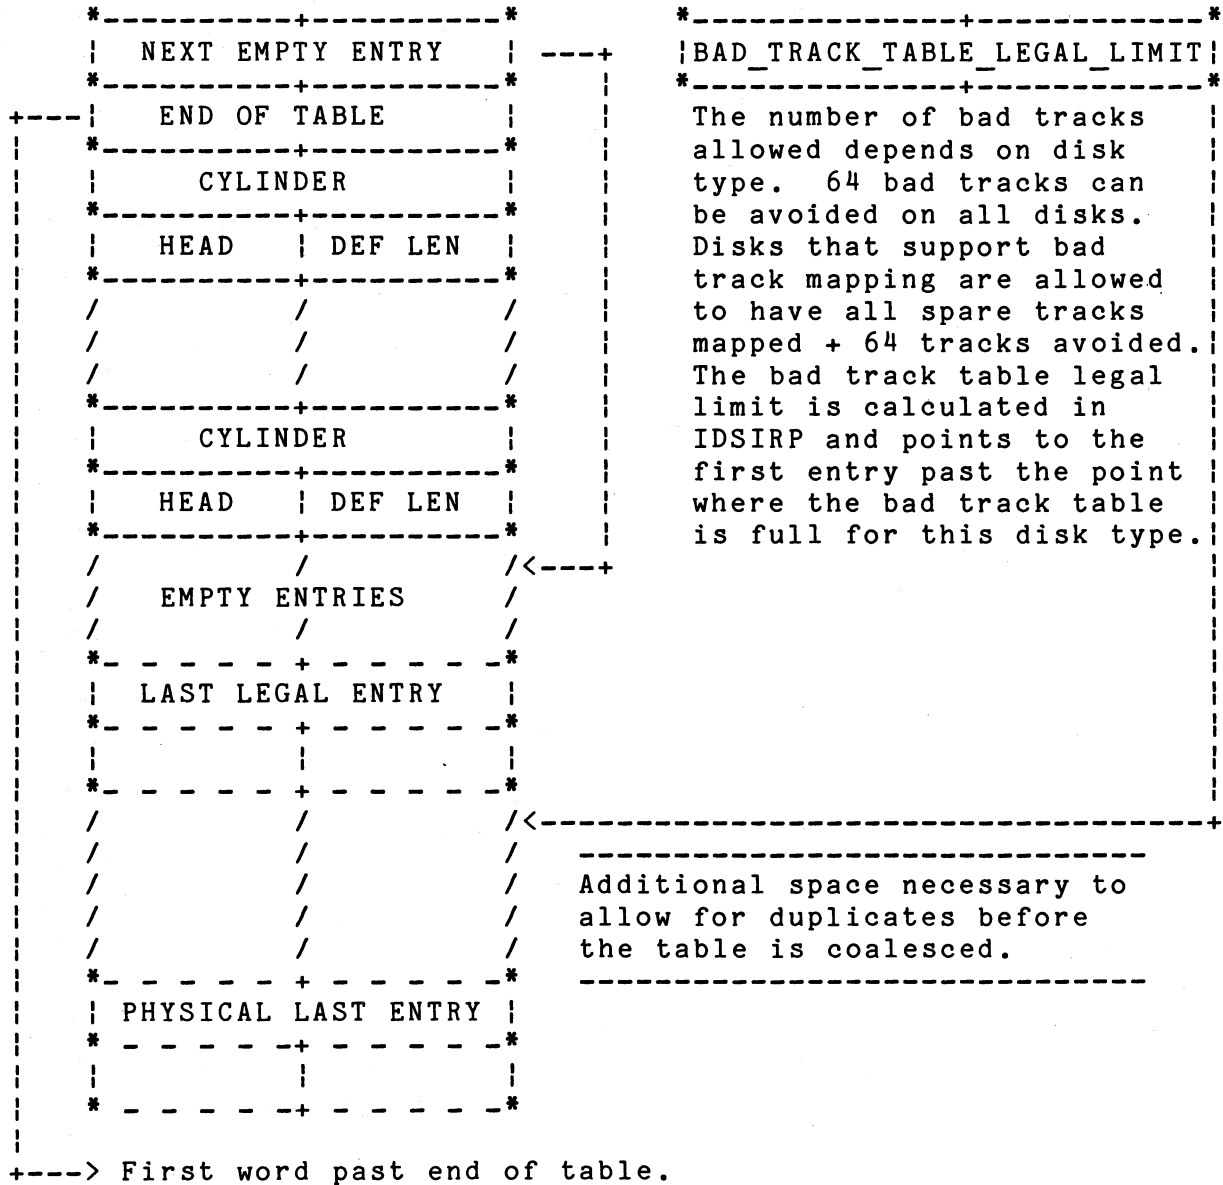 NEXT EMPTY ENTRY
BAD_TRACK_TABLE_LEGAL_LIMIT
END OF TABLE
CYLINDER
HEAD DEF LEN
CYLINDER
HEAD DEF LEN
EMPTY ENTRIES
LAST LEGAL ENTRY
PHYSICAL LAST ENTRY
The number of bad tracks
allowed depends on disk
type. 64 bad tracks can
be avoided on all disks.
Disks that support bad
track mapping are allowed
to have all spare tracks
mapped + 64 tracks avoided.
The bad track table legal
limit is calculated in
IDSIRP and points to the
first entry past the point
where the bad track table
is full for this disk type.
Additional space necessary to
allow for duplicates before
the table is coalesced.
First word past end of table.